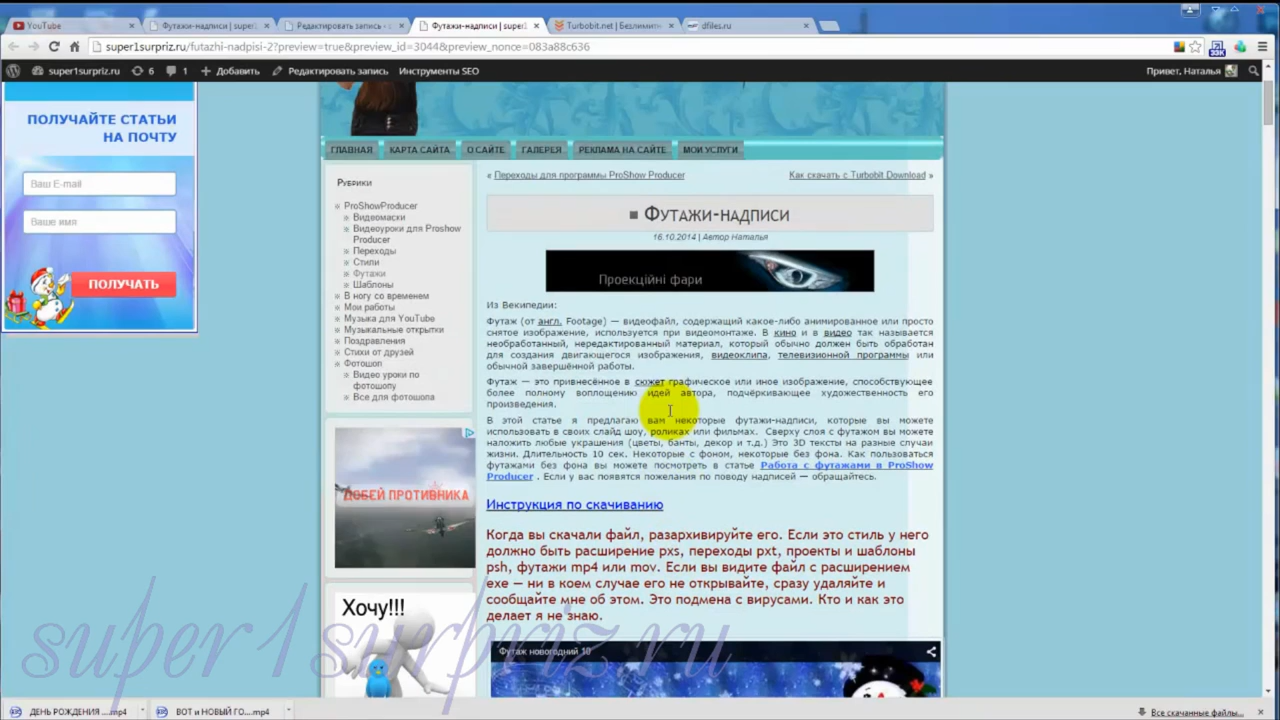 YouTube
Футажи-надписи | super1
Редактировать запись - с
Футажи-надписи | super1
Turbobit.net | Безлимитн
dfiles.ru
super1surpriz.ru/futazhi-nadpisi-2?preview=true&preview_id=3044&preview_nonce=083a88c636
super1surpriz.ru
6
1
Добавить
Редактировать запись
Инструменты SEO
Привет, Наталья
ПОЛУЧАЙТЕ СТАТЬИ
НА ПОЧТУ
Ваш E-mail
Ваше имя
ПОЛУЧАТЬ
ГЛАВНАЯ
КАРТА САЙТА
О САЙТЕ
ГАЛЕРЕЯ
РЕКЛАМА НА САЙТЕ
МОИ УСЛУГИ
Рубрики
ProShowProducer
Видеомаски
Видеоуроки для Proshow
Producer
Переходы
Стили
Футажи
Шаблоны
В ногу со временем
Мои работы
Музыка для YouTube
Музыкальные открытки
Поздравления
Стихи от друзей
Фотошоп
Видео уроки по
фотошопу
Все для фотошопа
ДОБЕЙ ПРОТИВНИКА
Хочу!!!
« Переходы для программы ProShow Producer
Как скачать с Turbobit Download »
Футажи-надписи
16.10.2014 | Автор Наталья
Проекційні фари
Из Векипедии:
Футаж (от англ. Footage) — видеофайл, содержащий какое-либо анимированное или просто
снятое изображение, используется при видеомонтаже. В кино и в видео так называется
необработанный, нередактированный материал, который обычно должен быть обработан
для создания двигающегося изображения, видеоклипа, телевизионной программы или
обычной завершённой работы.
Футаж — это привнесённое в сюжет графическое или иное изображение, способствующее
более полному воплощению идей автора, подчёркивающее художественность его
произведения.
В этой статье я предлагаю вам некоторые футажи-надписи, которые вы можете
использовать в своих слайд шоу, роликах или фильмах. Сверху слоя с футажом вы можете
наложить любые украшения (цветы, банты, декор и т.д.) Это 3D тексты на разные случаи
жизни. Длительность 10 сек. Некоторые с фоном, некоторые без фона. Как пользоваться
футажами без фона вы можете посмотреть в статье Работа с футажами в ProShow
Producer . Если у вас появятся пожелания по поводу надписей — обращайтесь.
Инструкция по скачиванию
Когда вы скачали файл, разархивируйте его. Если это стиль у него
должно быть расширение pxs, переходы pxt, проекты и шаблоны
psh, футажи mp4 или mov. Если вы видите файл с расширением
exe — ни в коем случае его не открывайте, сразу удаляйте и
сообщайте мне об этом. Это подмена с вирусами. Кто и как это
делает я не знаю.
Футаж новогодний 10
super1surpriz.ru
ДЕНЬ РОЖДЕНИЯ ....mp4
ВОТ и НОВЫЙ ГО....mp4
Все скачанные файлы...